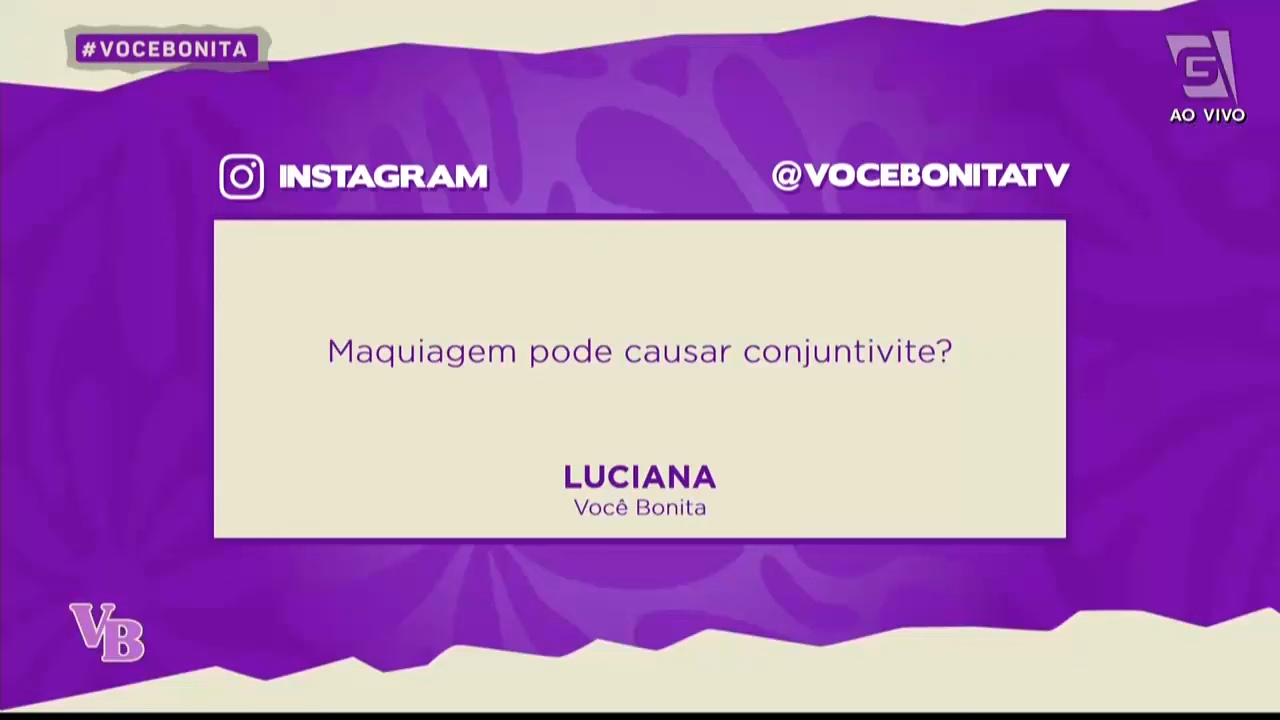 #VOCEBONITA
G
AO VIVO
INSTAGRAM
@VOCEBONITATV
Maquiagem pode causar conjuntivite?
LUCIANA
Você Bonita
VB